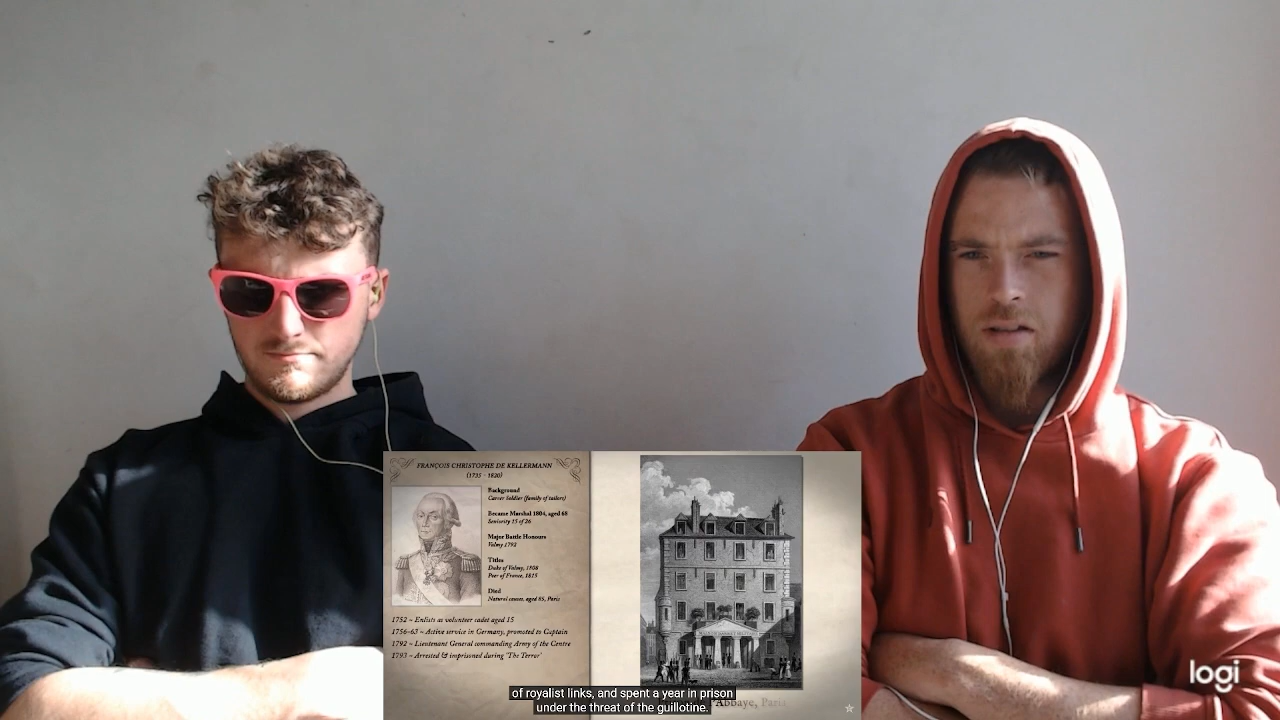 FRANÇOIS CHRISTOPHE DE KELLERMANN
(1735 - 1820)
Background
Career Soldier (family of tailors)
Became Marshal 1804, aged 68
Seniority 15 of 26
Major Battle Honours
Valmy 1792
Titles
Duke of Valmy, 1808
Peer of France, 1815
Died
Natural causes, aged 85, Paris
1752 ~ Enlists as volunteer cadet aged 15
1756-63 ~ Active service in Germany, promoted to Captain
1792 ~ Lieutenant General commanding Army of the Centre
1793 ~ Arrested & imprisoned during 'The Terror'
l'Abbaye, Paris
of royalist links, and spent a year in prison
under the threat of the guillotine.
logi